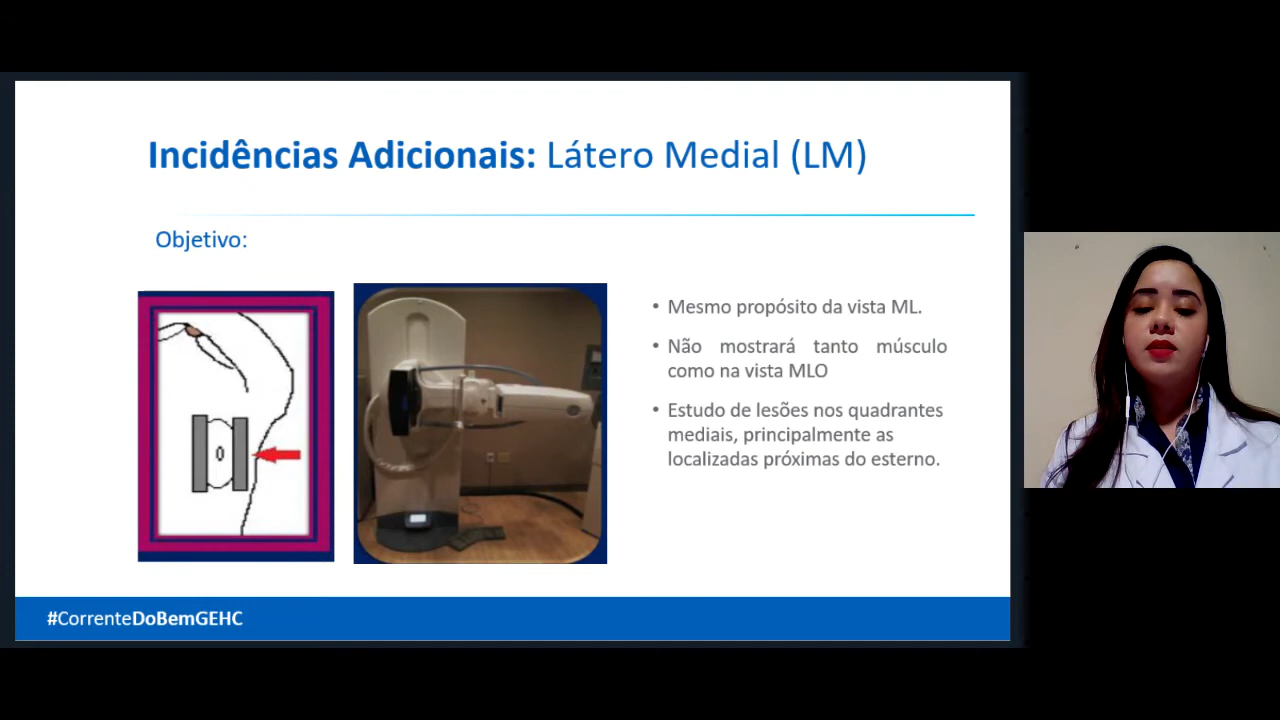 Incidências Adicionais: Látero Medial (LM)
Objetivo:
• Mesmo propósito da vista ML.
• Não mostrará tanto músculo
como na vista MLO
• Estudo de lesões nos quadrantes
mediais, principalmente as
localizadas próximas do esterno.
#CorrenteDoBemGEHC